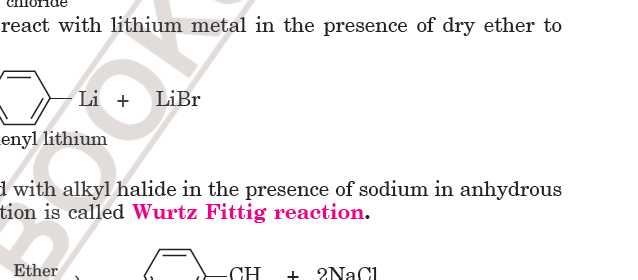 chloride
react with lithium metal in the presence of dry ether to
Li + LiBr
enyl lithium
d with alkyl halide in the presence of sodium in anhydrous
tion is called Wurtz Fittig reaction.
Ether
CH + 2NaCl
BOOK